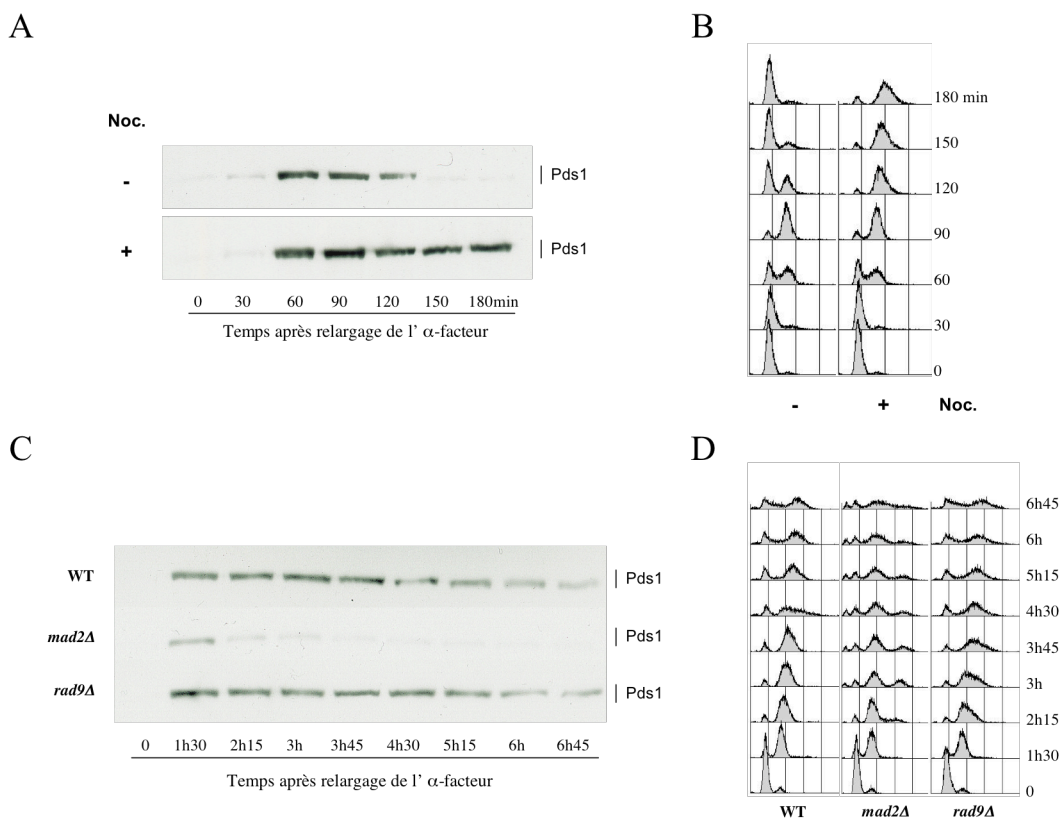 A
Noc.
-
Pds1
+
Pds1
0 30 60 90 120 150 180min
Temps après relargage de l' α-facteur
B
180 min
150
120
90
60
30
0
- + Noc.
C
WT
Pds1
mad2Δ
Pds1
rad9Δ
Pds1
0 1h30 2h15 3h 3h45 4h30 5h15 6h 6h45
Temps après relargage de l' α-facteur
D
6h45
6h
5h15
4h30
3h45
3h
2h15
1h30
0
WT mad2Δ rad9Δ